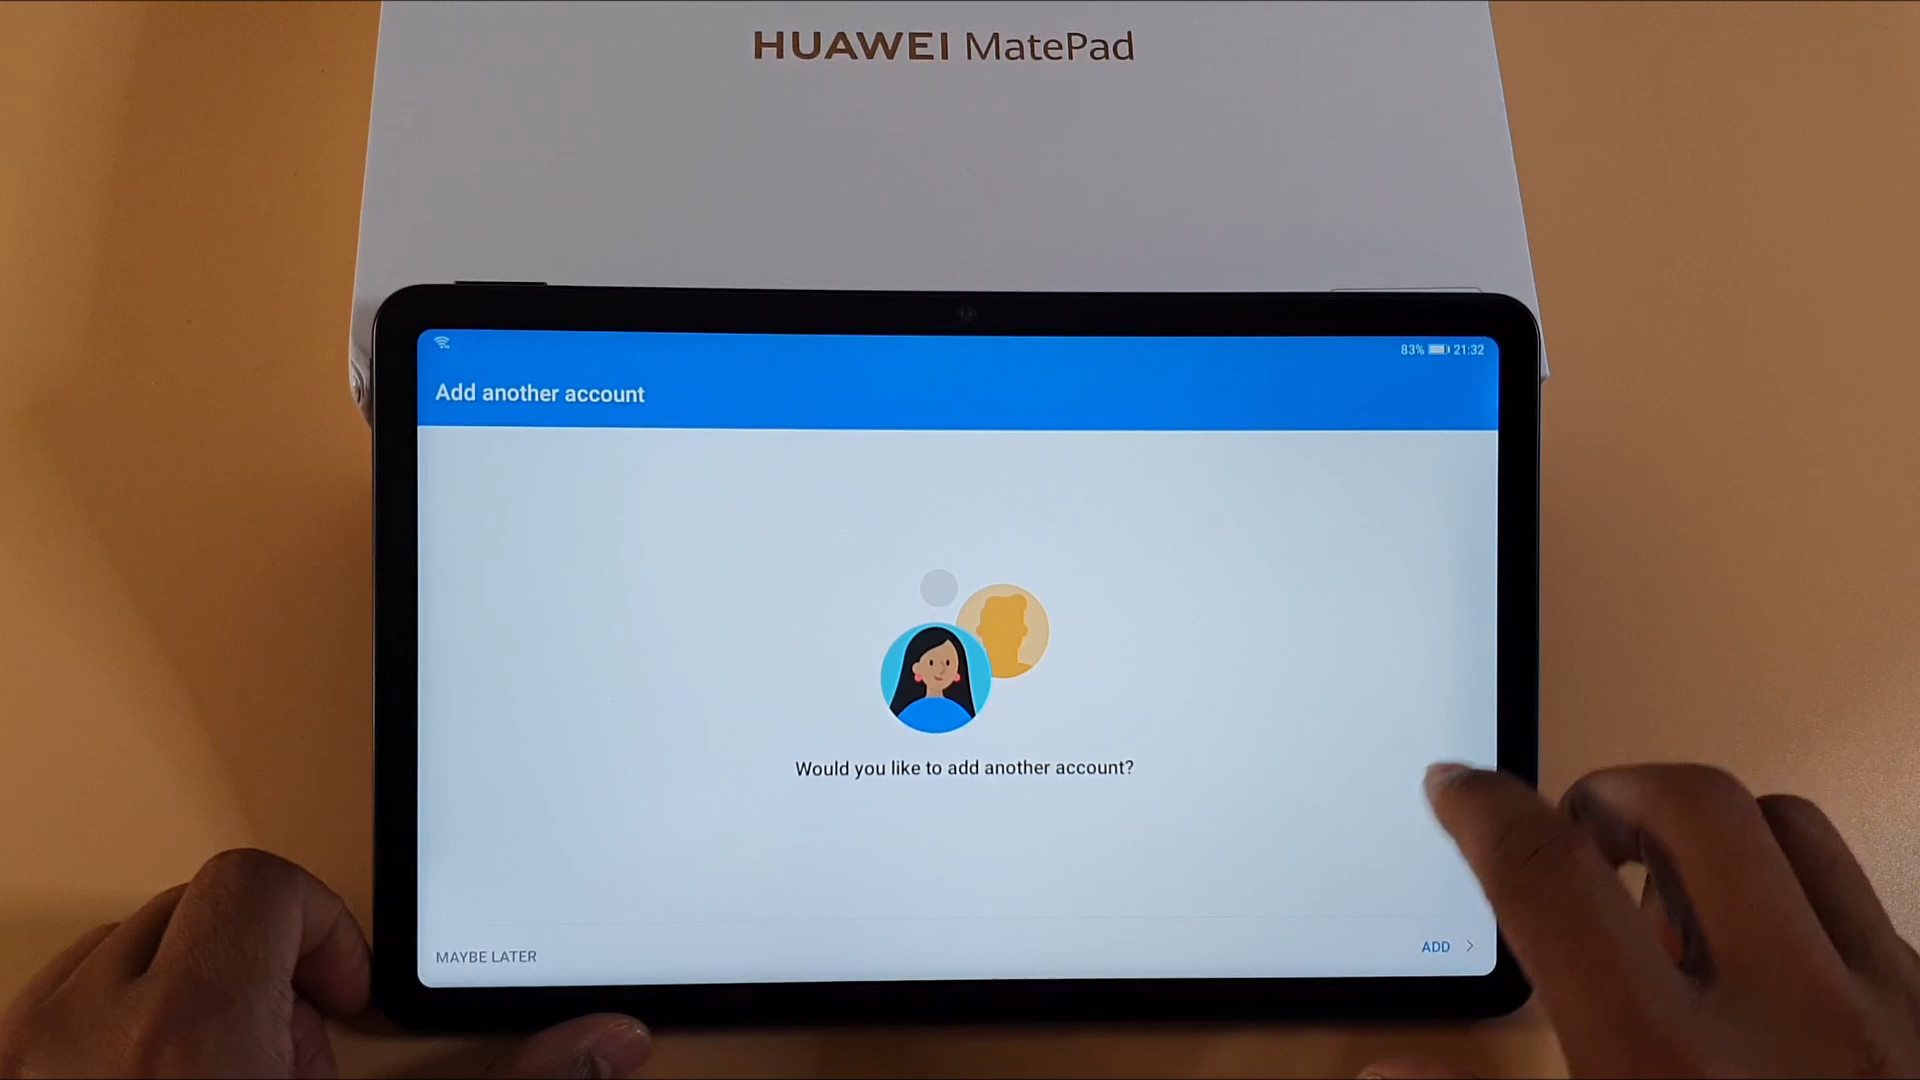 HUAWEI MatePad
83% 21:32
Add another account
Would you like to add another account?
MAYBE LATER
ADD